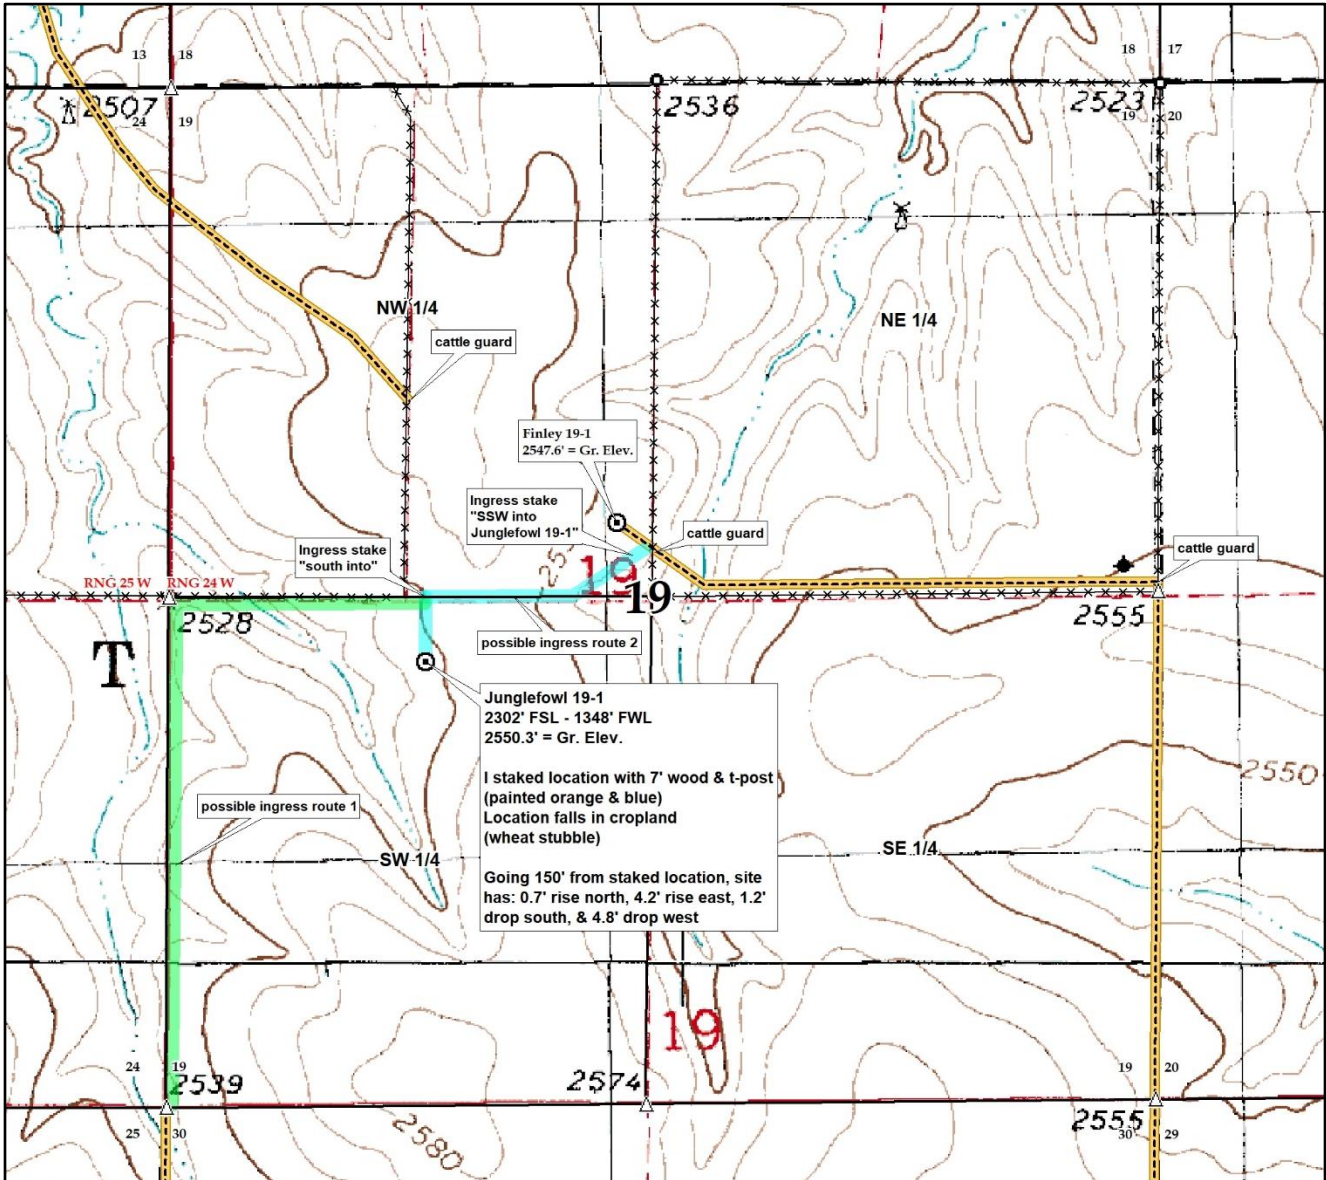 13 18
18 17
2507
2536
2523
24 19
19 20
NW 1/4
NE 1/4
cattle guard
Finley 19-1
2547.6' = Gr. Elev.
Ingress stake
"SSW into
Junglefowl 19-1"
cattle guard
Ingress stake
"south into"
cattle guard
RNG 25 W RNG 24 W
19
19
2528
2555
possible ingress route 2
T
Junglefowl 19-1
2302' FSL - 1348' FWL
2550.3' = Gr. Elev.
I staked location with 7' wood & t-post
(painted orange & blue)
Location falls in cropland
(wheat stubble)
Going 150' from staked location, site
has: 0.7' rise north, 4.2' rise east, 1.2'
drop south, & 4.8' drop west
2550
possible ingress route 1
SW 1/4
SE 1/4
19
24 19
19 20
2539
2574
2555
25 30
30 29
2580